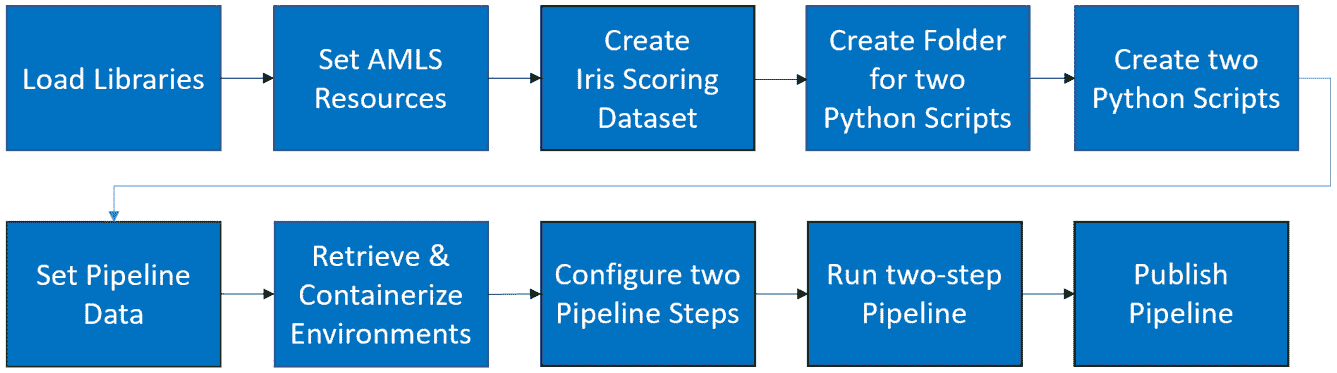 Load Libraries
Set AMLS
Resources
Create
Iris Scoring
Dataset
Create Folder
for two
Python Scripts
Create two
Python Scripts
Set Pipeline
Data
Retrieve &
Containerize
Environments
Configure two
Pipeline Steps
Run two-step
Pipeline
Publish
Pipeline